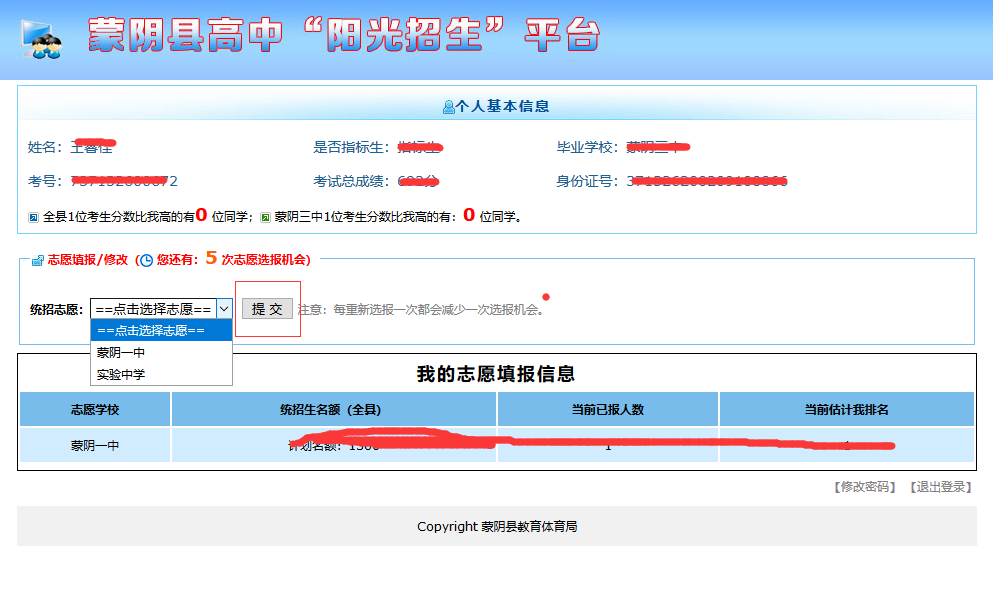 蒙阴县高中“阳光招生”平台
个人基本信息
姓名： 是否指标生： 毕业学校：
考号： 考试总成绩： 身份证号：
全县1位考生分数比我高的有0 位同学； 蒙阴三中1位考生分数比我高的有：0 位同学。
志愿填报/修改（您还有：5 次志愿选报机会）
统招志愿： ==点击选择志愿== 提 交 注意：每重新选报一次都会减少一次选报机会。
==点击选择志愿==
蒙阴一中
实验中学
我的志愿填报信息
志愿学校 统招生名额（全县） 当前已报人数 当前估计我排名
蒙阴一中 计划名额：
【修改密码】 【退出登录】
Copyright 蒙阴县教育体育局